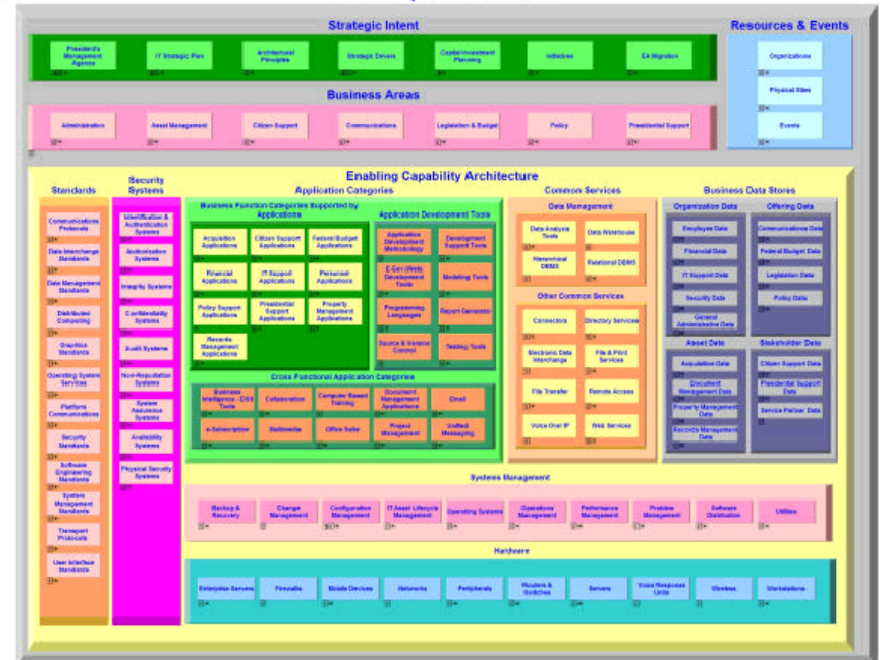 Strategic Intent
Resources & Events
President's
Management
Agenda
IT Strategic Plan
Architectural
Principles
Strategic Drivers
Capital Investment
Planning
Initiatives
EA Migration
Organizations
Physical Sites
Events
Business Areas
Administration
Asset Management
Citizen Support
Communications
Legislation & Budget
Policy
Presidential Support
Enabling Capability Architecture
Standards
Security
Systems
Application Categories
Common Services
Business Data Stores
Communications
Protocols
Data Interchange
Standards
Data Management
Standards
Distributed
Computing
Graphics
Standards
Operating System
Services
Platform
Communications
Security
Standards
Software
Engineering
Standards
System
Management
Standards
Transport
Protocols
User Interface
Standards
Identification &
Authentication
Systems
Authorization
Systems
Integrity Systems
Confidentiality
Systems
Audit Systems
Non-Repudiation
Systems
System
Assurance
Systems
Availability
Systems
Physical Security
Systems
Business Function Categories Supported by
Applications
Acquisition
Applications
Citizen Support
Applications
Federal Budget
Applications
Financial
Applications
IT Support
Applications
Personnel
Applications
Policy Support
Applications
Presidential
Support
Applications
Property
Management
Applications
Records
Management
Applications
Application Development Tools
Application
Development
Methodology
Development
Support Tools
E-Gov (Web)
Development
Tools
Modeling Tools
Programming
Languages
Report Generator
Source & Version
Control
Testing Tools
Cross Functional Application Categories
Business
Intelligence - DSS
Tools
Collaboration
Computer Based
Training
Document
Management
Applications
Email
e-Subscription
Multimedia
Office Suite
Project
Management
Unified
Messaging
Data Management
Data Analysis
Tools
Data Warehouse
Hierarchical
DBMS
Relational DBMS
Other Common Services
Connectors
Directory Services
Electronic Data
Interchange
File & Print
Services
File Transfer
Remote Access
Voice Over IP
Web Services
Organization Data
Employee Data
Financial Data
IT Support Data
Security Data
General
Administrative Data
Offering Data
Communications Data
Federal Budget Data
Legislation Data
Policy Data
Asset Data
Acquisition Data
Document
Management Data
Property Management
Data
Records Management
Data
Stakeholder Data
Citizen Support Data
Presidential Support
Data
Service Partner Data
Systems Management
Backup &
Recovery
Change
Management
Configuration
Management
IT Asset Lifecycle
Management
Operating Systems
Operations
Management
Performance
Management
Problem
Management
Software
Distribution
Utilities
Hardware
Enterprise Servers
Firewalls
Mobile Devices
Networks
Peripherals
Routers &
Switches
Servers
Voice Response
Units
Wireless
Workstations